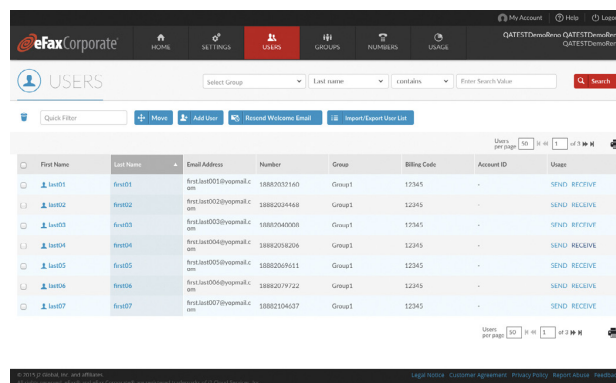 My Account Help Logo
eFaxCorporate®
HOME SETTINGS USERS GROUPS NUMBERS USAGE
QATESTDemoReno QATESTDemoRen
QATESTDemoRen
USERS
Select Group Last name contains Enter Search Value Search
Quick Filter Move Add User Resend Welcome Email Import/Export User List
Users per page 50 1 of 3
First Name Last Name Email Address Number Group Billing Code Account ID Usage
last01 first01 first.last001@yopmail.com 18882032160 Group1 12345 - SEND RECEIVE
last02 first02 first.last002@yopmail.com 18882034468 Group1 12345 - SEND RECEIVE
last03 first03 first.last003@yopmail.com 18882040008 Group1 12345 - SEND RECEIVE
last04 first04 first.last004@yopmail.com 18882058206 Group1 12345 - SEND RECEIVE
last05 first05 first.last005@yopmail.com 18882069611 Group1 12345 - SEND RECEIVE
last06 first06 first.last006@yopmail.com 18882079722 Group1 12345 - SEND RECEIVE
last07 first07 first.last007@yopmail.com 18882104637 Group1 12345 - SEND RECEIVE
Users per page 50 1 of 3
© 2015 j2 Global, Inc. and affiliates. Legal Notice Customer Agreement Privacy Policy Report Abuse Feedba